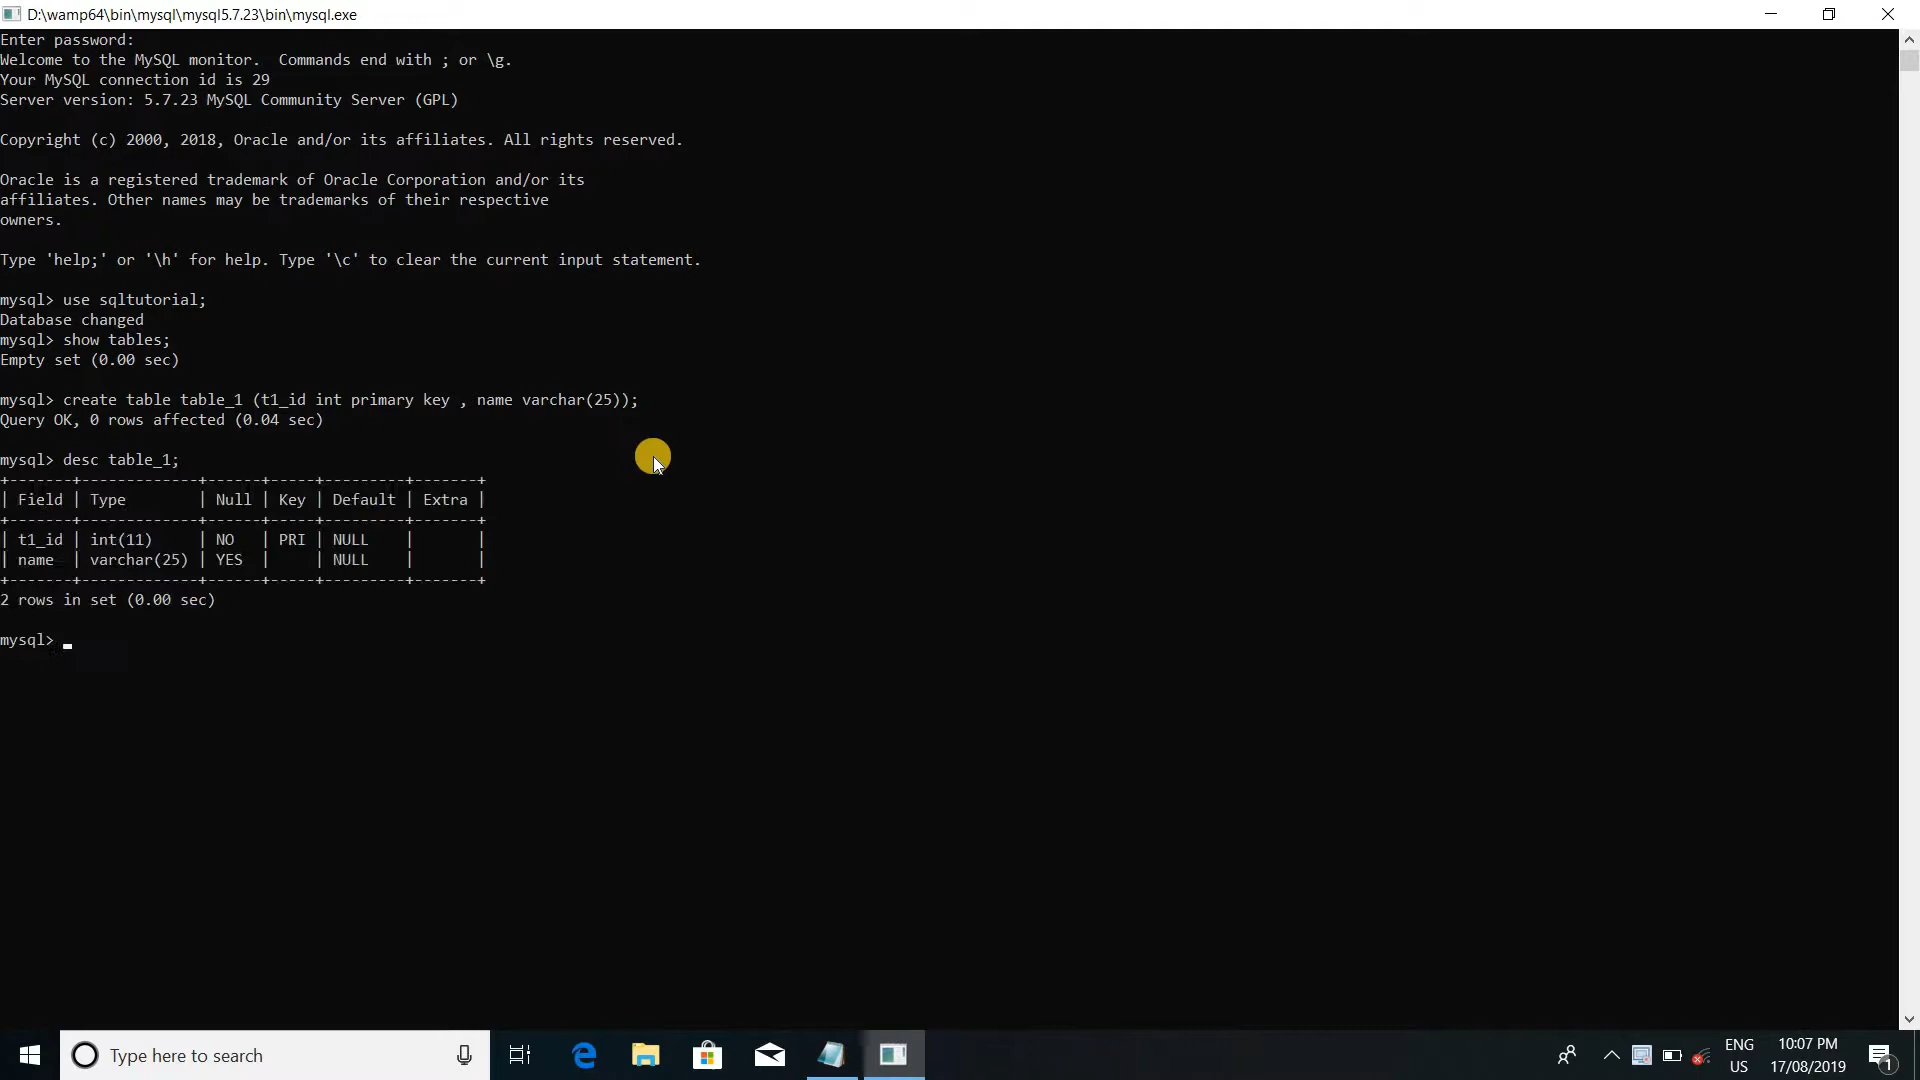 D:\wamp64\bin\mysql\mysql5.7.23\bin\mysql.exe
Enter password:
Welcome to the MySQL monitor.  Commands end with ; or \g.
Your MySQL connection id is 29
Server version: 5.7.23 MySQL Community Server (GPL)
Copyright (c) 2000, 2018, Oracle and/or its affiliates. All rights reserved.
Oracle is a registered trademark of Oracle Corporation and/or its
affiliates. Other names may be trademarks of their respective
owners.
Type 'help;' or '\h' for help. Type '\c' to clear the current input statement.
mysql> use sqltutorial;
Database changed
mysql> show tables;
Empty set (0.00 sec)
mysql> create table table_1 (t1_id int primary key , name varchar(25));
Query OK, 0 rows affected (0.04 sec)
mysql> desc table_1;
+-------+-------------+------+-----+---------+-------+
| Field | Type        | Null | Key | Default | Extra |
+-------+-------------+------+-----+---------+-------+
| t1_id | int(11)     | NO   | PRI | NULL    |       |
| name  | varchar(25) | YES  |     | NULL    |       |
+-------+-------------+------+-----+---------+-------+
2 rows in set (0.00 sec)
mysql>
Type here to search
ENG
US
10:07 PM
17/08/2019
1